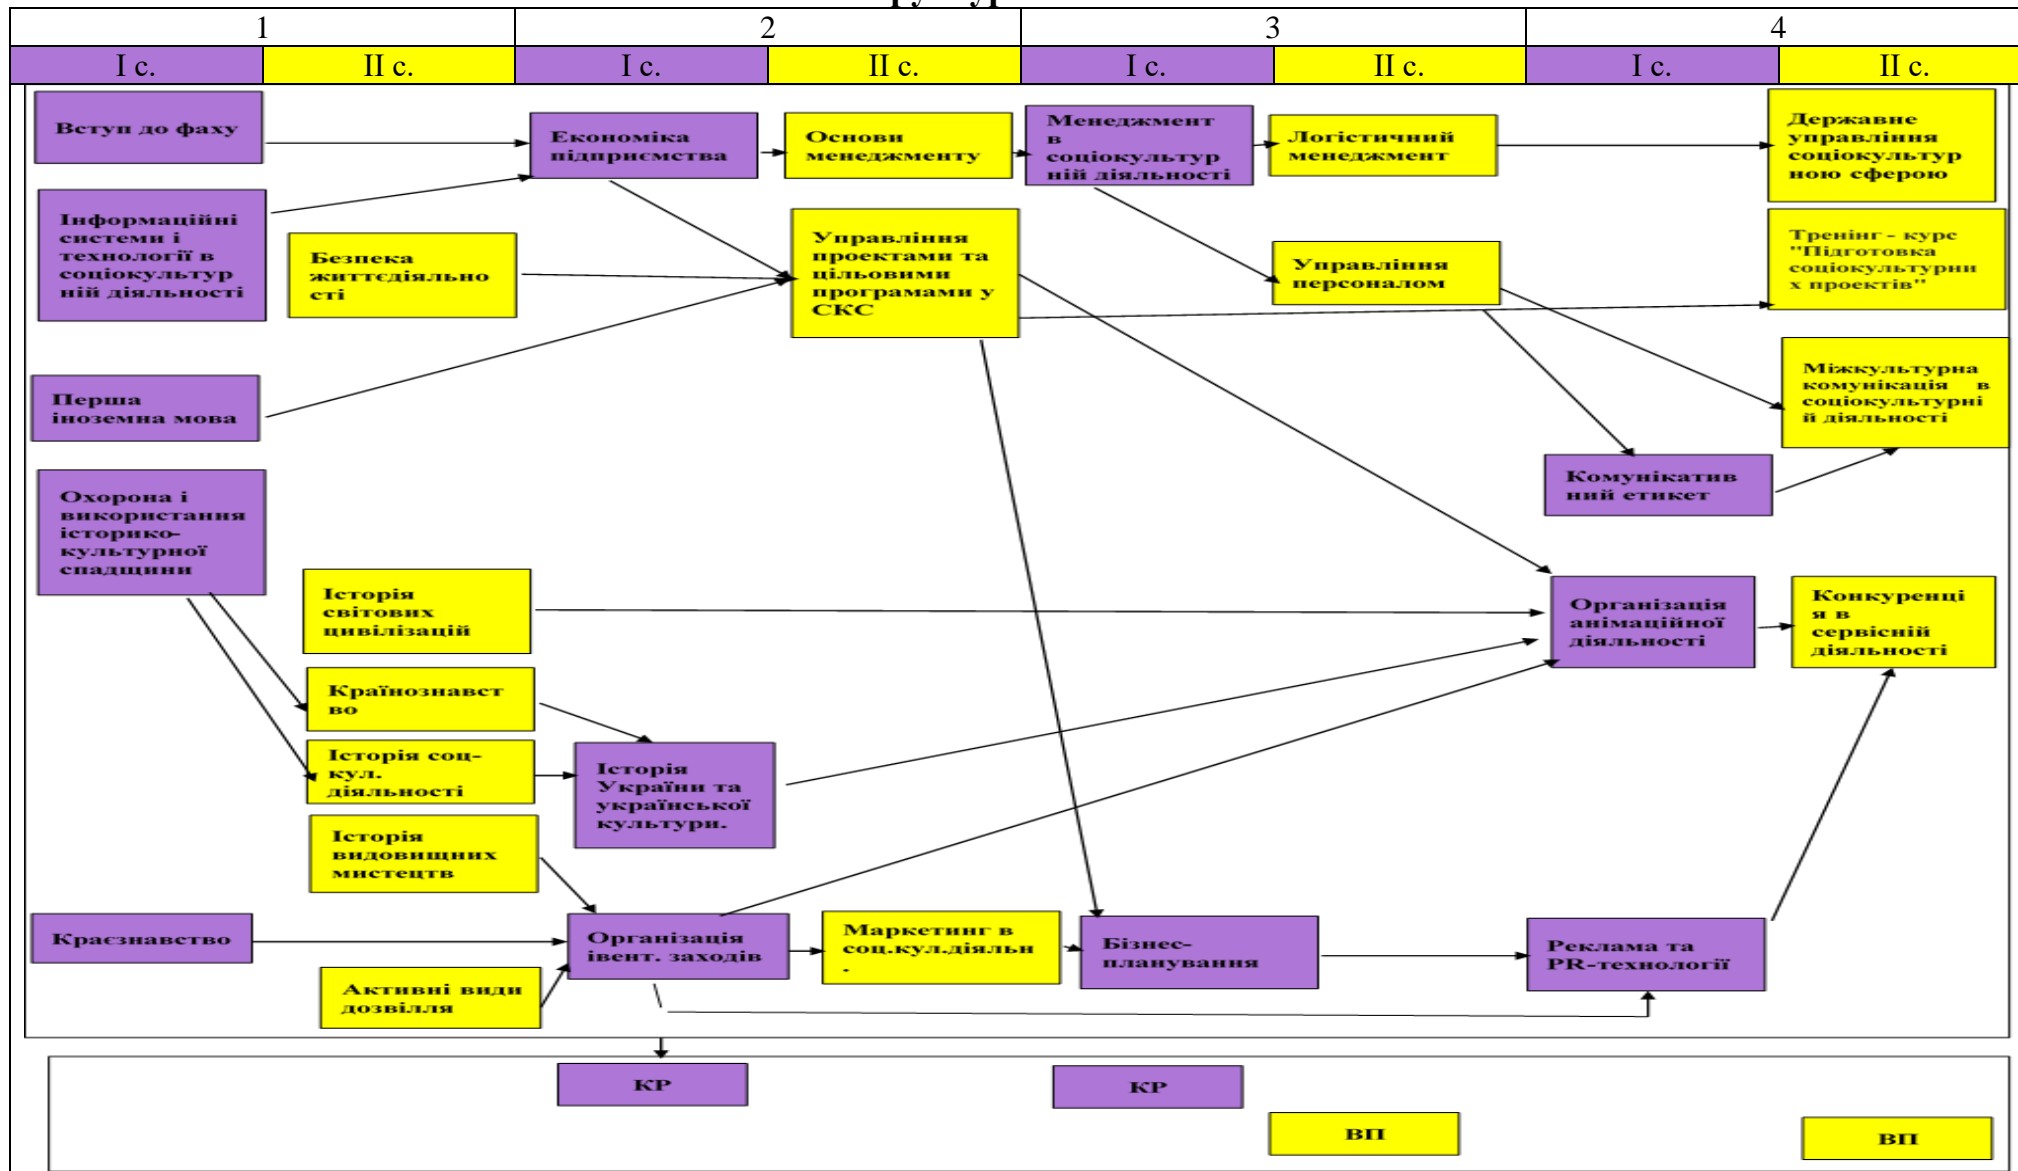 1 2 3 4
І с. ІІ с. І с. ІІ с. І с. ІІ с. І с. ІІ с.
Вступ до фаху
Економіка
підприємства
Основи
менеджменту
Менеджмент
в
соціокультур
ній діяльності
Логістичний
менеджмент
Державне
управління
соціокультур
ною сферою
Інформаційні
системи і
технології в
соціокультур
ній діяльності
Безпека
життєдіяльно
сті
Управління
проектами та
цільовими
програмами у
СКС
Управління
персоналом
Тренінг - курс
"Підготовка
соціокультурни
х проектів"
Перша
іноземна мова
Міжкультурна
комунікація в
соціокультурні
й діяльності
Комунікатив
ний етикет
Охорона і
використання
історико-
культурної
спадщини
Історія
світових
цивілізацій
Організація
анімаційної
діяльності
Конкуренці
я в
сервісній
діяльності
Країнознавст
во
Історія соц-
кул.
діяльності
Історія
України та
української
культури.
Історія
видовищних
мистецтв
Краєзнавство
Організація
івент. заходів
Маркетинг в
соц.кул.діяльн
.
Бізнес-
планування
Реклама та
PR-технології
Активні види
дозвілля
КР
КР
ВП
ВП